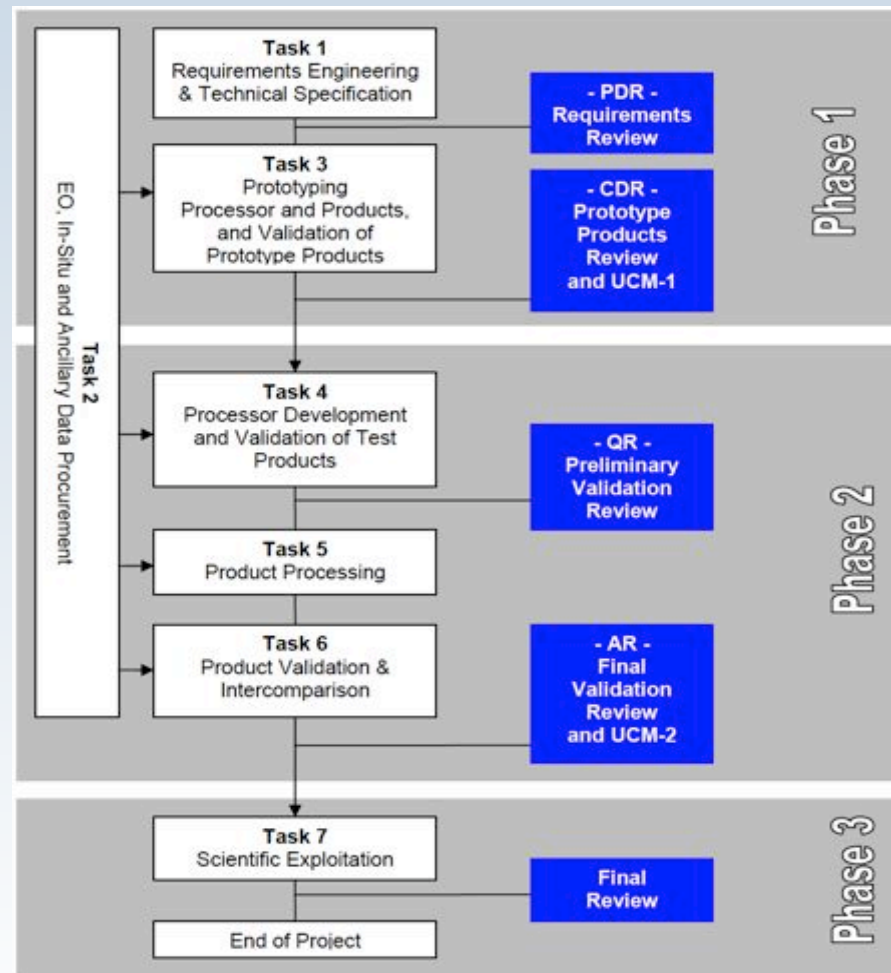 Task 1
Requirements Engineering
& Technical Specification
- PDR -
Requirements
Review
Task 3
Prototyping
Processor and Products,
and Validation of
Prototype Products
- CDR -
Prototype
Products
Review
and UCM-1
Phase 1
Task 2
EO, In-Situ and Ancillary Data Procurement
Task 4
Processor Development
and Validation of Test
Products
- QR -
Preliminary
Validation
Review
Task 5
Product Processing
Task 6
Product Validation &
Intercomparison
- AR -
Final
Validation
Review
and UCM-2
Phase 2
Task 7
Scientific Exploitation
Final
Review
End of Project
Phase 3